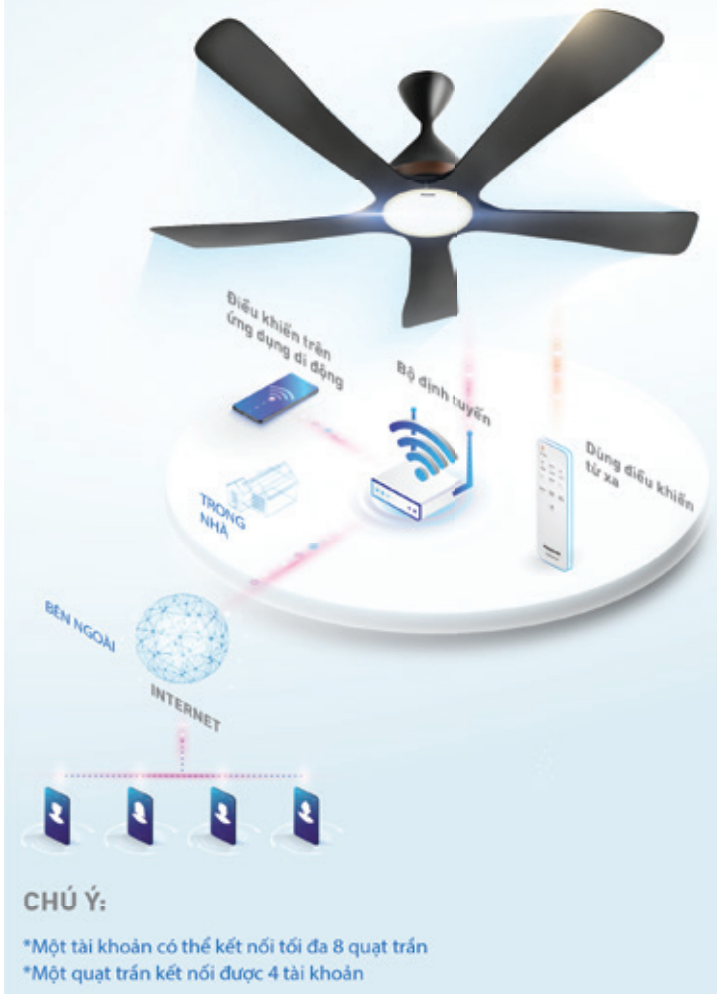 Điều khiển trên
ứng dụng di động
Bộ định tuyến
Dùng điều khiển
từ xa
TRONG
NHÀ
BÊN NGOÀI
INTERNET
CHÚ Ý:
*Một tài khoản có thể kết nối tối đa 8 quạt trần
*Một quạt trần kết nối được 4 tài khoản